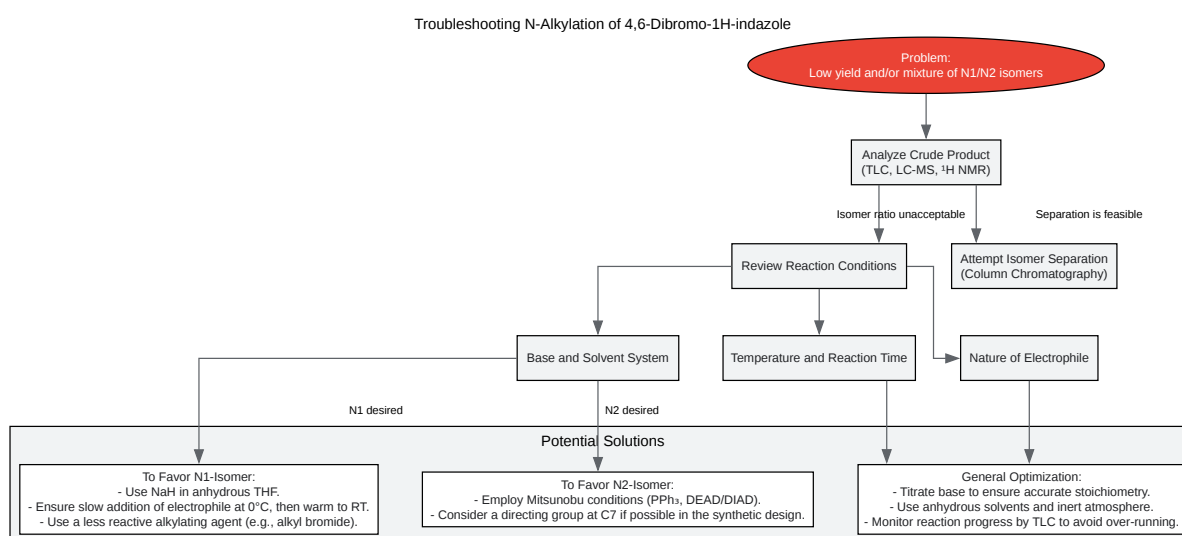 Troubleshooting N-Alkylation of 4,6-Dibromo-1H-indazole
Problem:
Low yield and/or mixture of N1/N2 isomers
Analyze Crude Product
(TLC, LC-MS, ¹H NMR)
Isomer ratio unacceptable
Separation is feasible
Review Reaction Conditions
Attempt Isomer Separation
(Column Chromatography)
Base and Solvent System
Temperature and Reaction Time
Nature of Electrophile
N1 desired
N2 desired
Potential Solutions
To Favor N1-Isomer:
- Use NaH in anhydrous THF.
- Ensure slow addition of electrophile at 0°C, then warm to RT.
- Use a less reactive alkylating agent (e.g., alkyl bromide).
To Favor N2-Isomer:
- Employ Mitsunobu conditions (PPh₃, DEAD/DIAD).
- Consider a directing group at C7 if possible in the synthetic design.
General Optimization:
- Titrate base to ensure accurate stoichiometry.
- Use anhydrous solvents and inert atmosphere.
- Monitor reaction progress by TLC to avoid over-running.